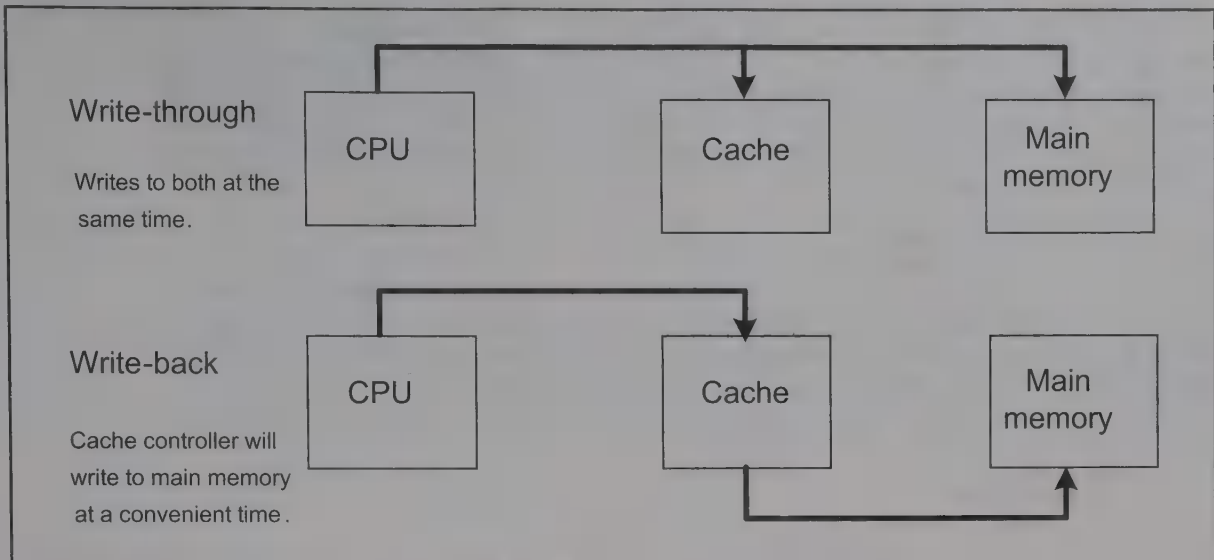 Write-through
Writes to both at the
same time.
CPU
Cache
Main
memory
Write-back
Cache controller will
write to main memory
at a convenient time.
CPU
Cache
Main
memory